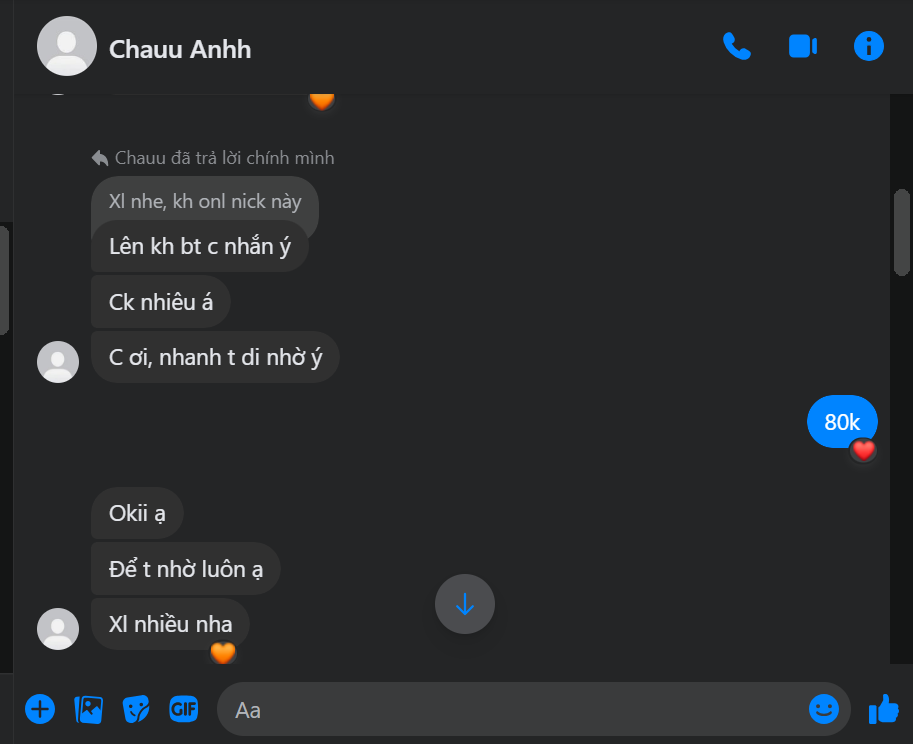 Chauu Anhh
Chauu đã trả lời chính mình
Xl nhe, kh onl nick này
Lên kh bt c nhắn ý
Ck nhiêu á
C ơi, nhanh t di nhờ ý
80k
Okii ạ
Để t nhờ luôn ạ
Xl nhiều nha
GIF
Aa